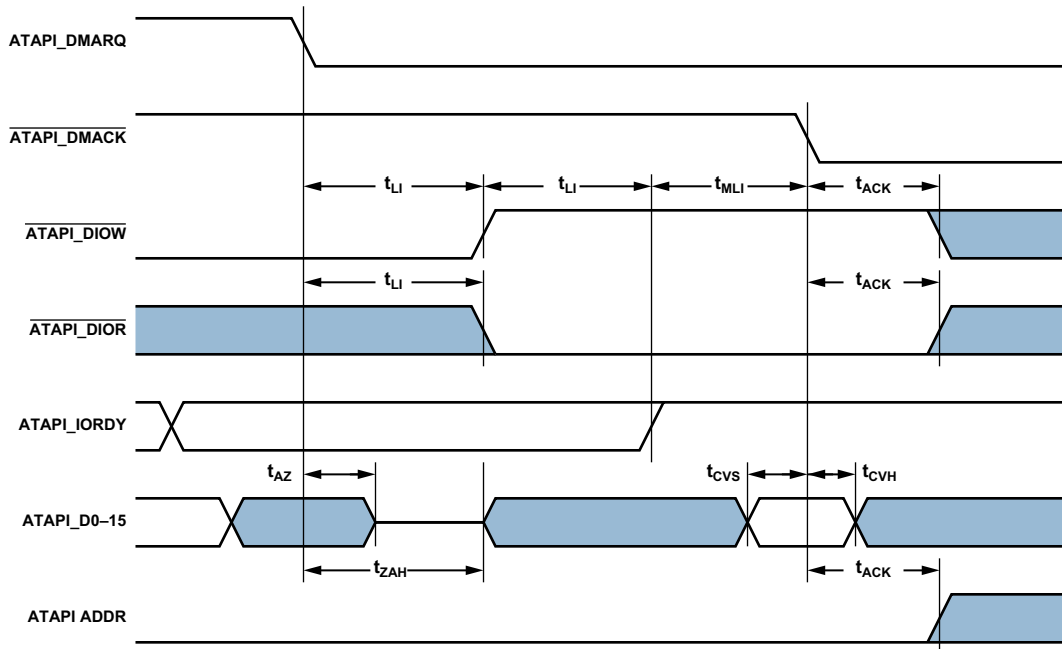 ATAPI_DMARQ
ATAPI_DMACK
tLI tLI tMLI tACK
ATAPI_DIOW
tLI tACK
ATAPI_DIOR
ATAPI_IORDY
tAZ tCVS tCVH
ATAPI_D0–15
tZAH tACK
ATAPI ADDR